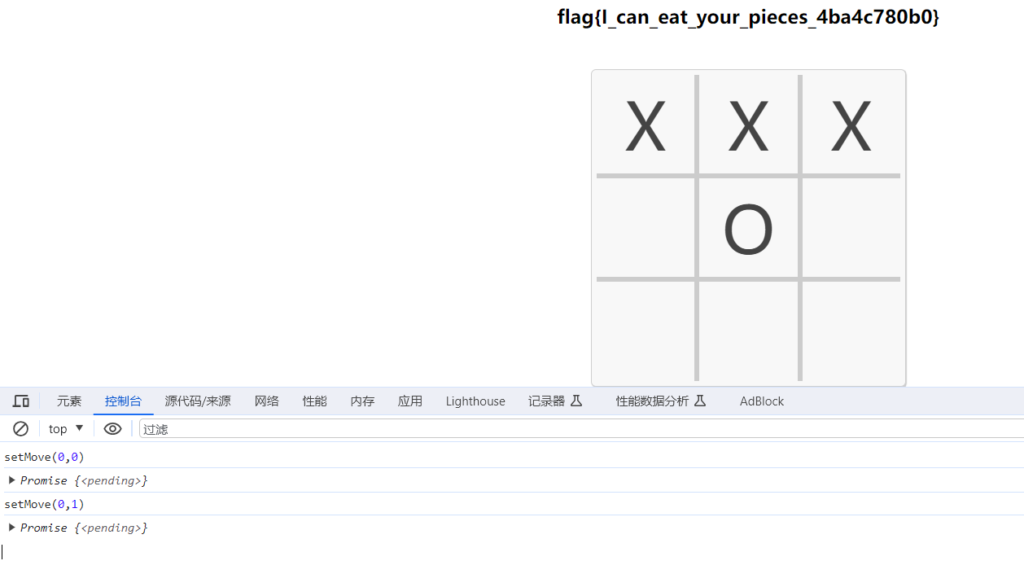 flag{I_can_eat_your_pieces_4ba4c780b0}
X X X
O
元素 控制台 源代码/来源 网络 性能 内存 应用 Lighthouse 记录器 性能数据分析 AdBlock
top 过滤
setMove(0,0)
Promise {<pending>}
setMove(0,1)
Promise {<pending>}